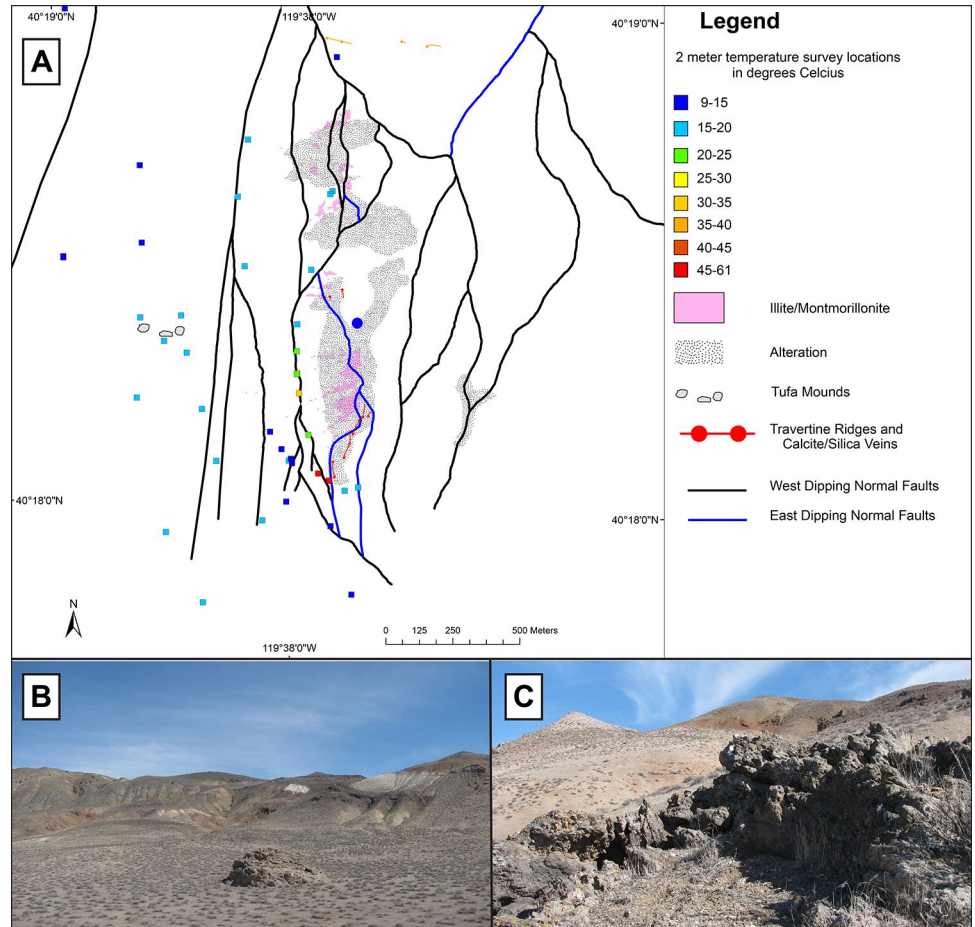 40°19'0"N
119°38'0"W
40°19'0"N
A
Legend
2 meter temperature survey locations
in degrees Celcius
9-15
15-20
20-25
25-30
30-35
35-40
40-45
45-61
Illite/Montmorillonite
Alteration
Tufa Mounds
Travertine Ridges and
Calcite/Silica Veins
West Dipping Normal Faults
East Dipping Normal Faults
40°18'0"N
40°18'0"N
N
0 125 250 500 Meters
119°38'0"W
B
C